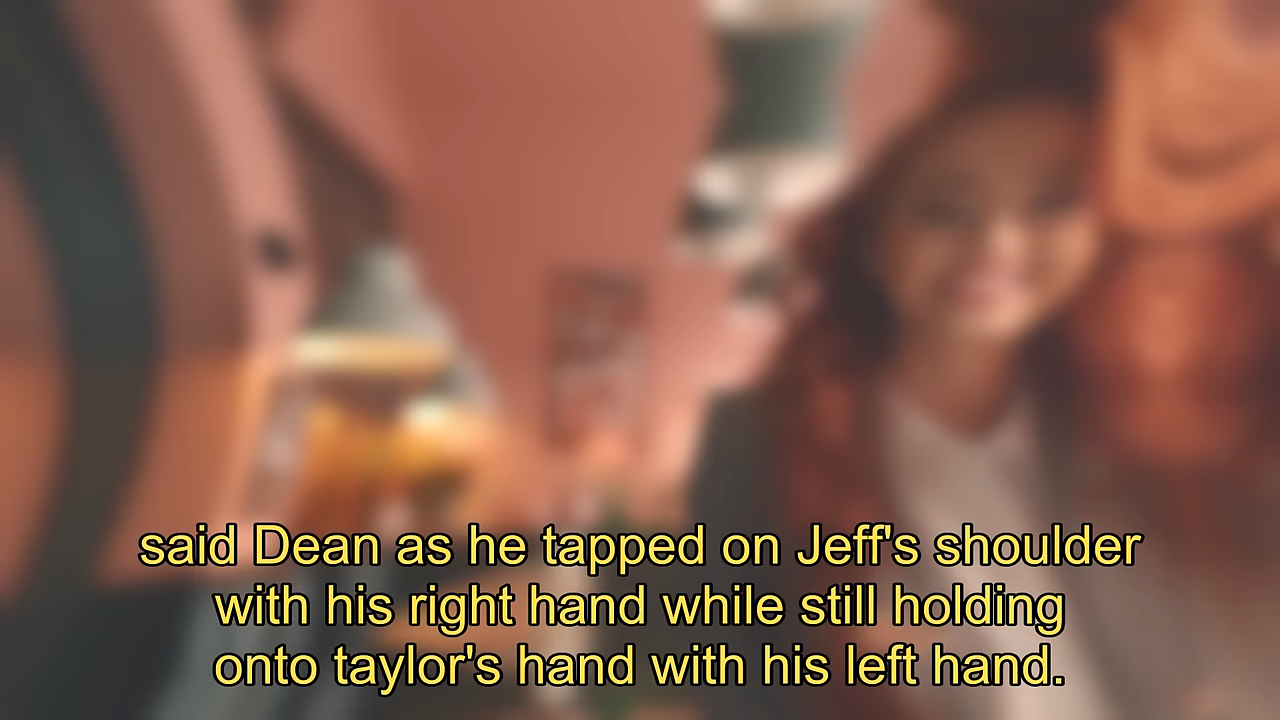 said Dean as he tapped on Jeff's shoulder
with his right hand while still holding
onto taylor's hand with his left hand.